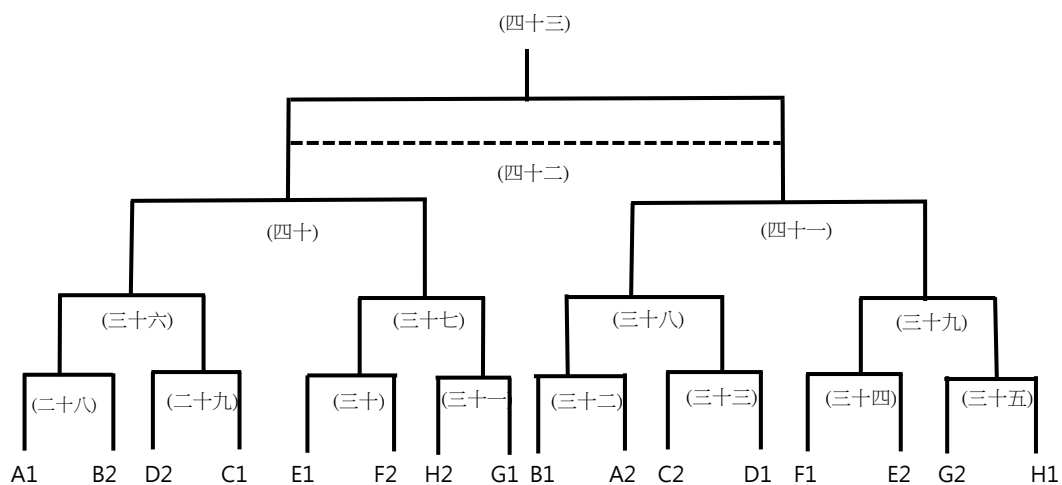 (四十三)
(四十二)
(四十) (四十一)
(三十六) (三十七) (三十八) (三十九)
(二十八) (二十九) (三十) (三十一) (三十二) (三十三) (三十四) (三十五)
A1 B2 D2 C1 E1 F2 H2 G1 B1 A2 C2 D1 F1 E2 G2 H1